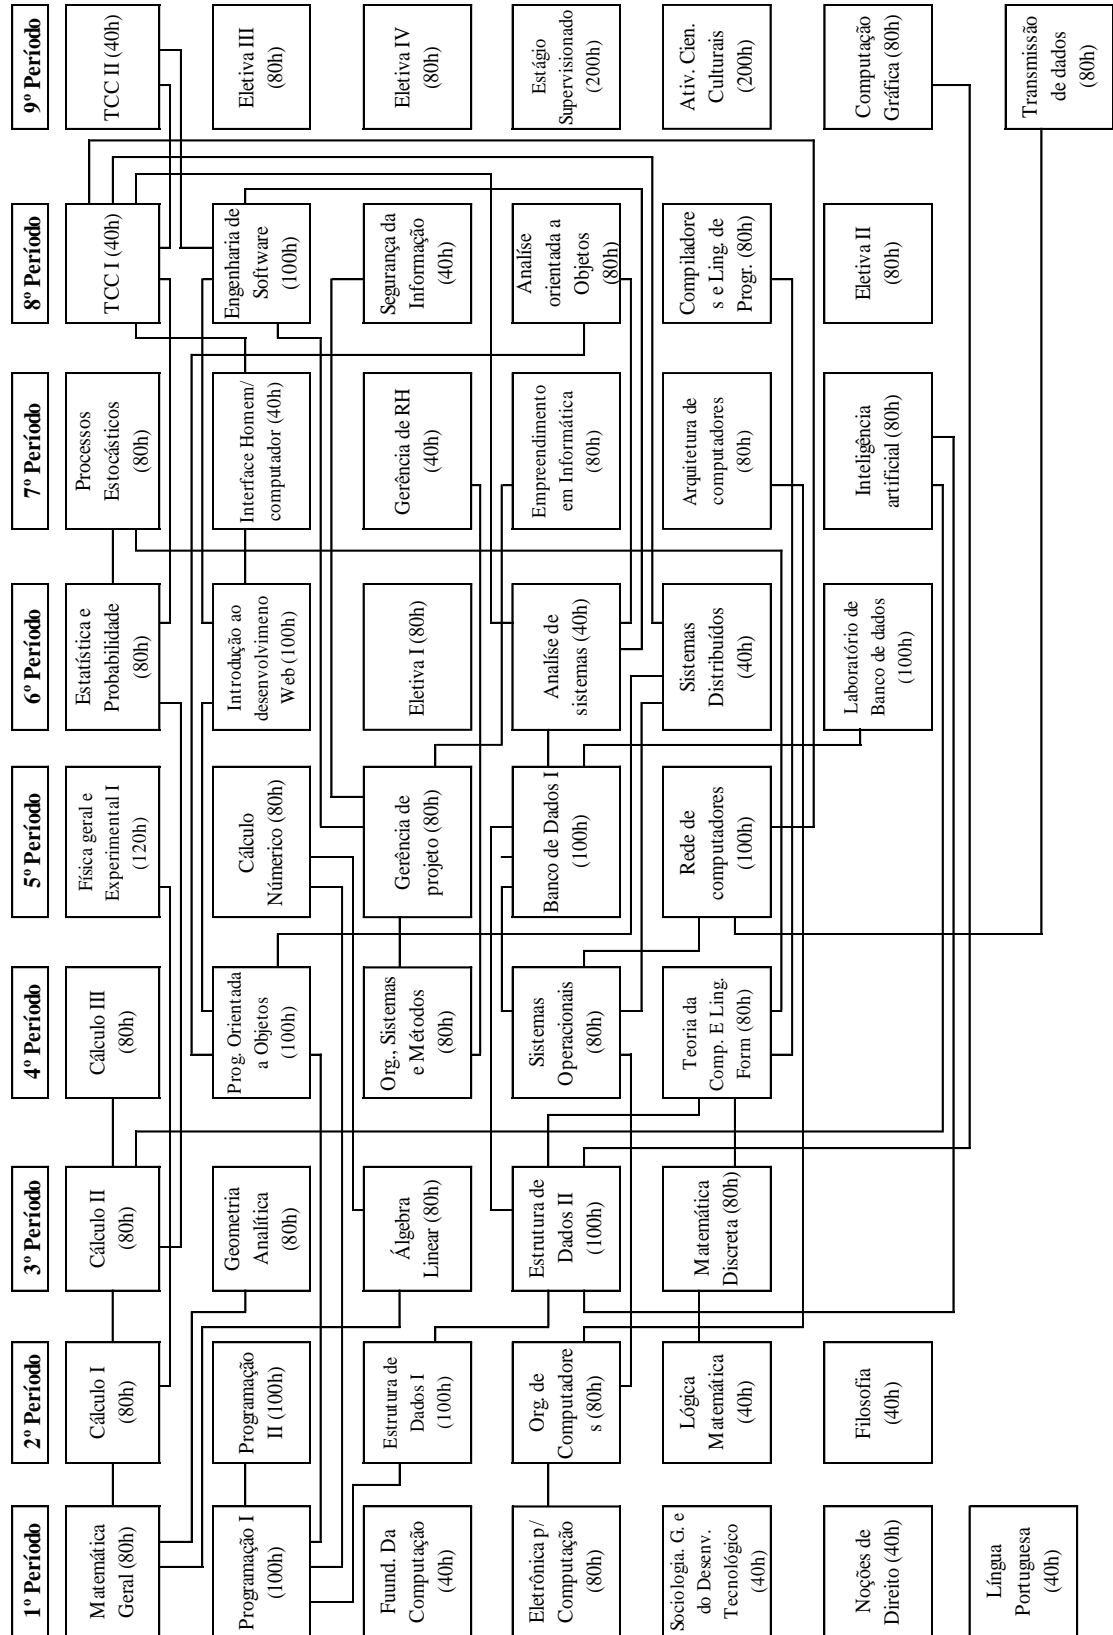 1º Período
Matemática
Geral (80h)
Programação I
(100h)
Fuund. Da
Computação
(40h)
Eletrônica p/
Computação
(80h)
Sociologia. G. e
do Desenv.
Tecnológico
(40h)
Noções de
Direito (40h)
Língua
Portuguesa
(40h)
2º Período
Cálculo I
(80h)
Programação
II (100h)
Estrutura de
Dados I
(100h)
Org. de
Computadore
s (80h)
Lógica
Matemática
(40h)
Filosofia
(40h)
3º Período
Cálculo II
(80h)
Geometria
Analítica
(80h)
Álgebra
Linear (80h)
Estrutura de
Dados II
(100h)
Matemática
Discreta (80h)
4º Período
Cálculo III
(80h)
Prog. Orientada
a Objetos
(100h)
Org., Sistemas
e Métodos
(80h)
Sistemas
Operacionais
(80h)
Teoria da
Comp. E Ling.
Form (80h)
5º Período
Física geral e
Experimental I
(120h)
Cálculo
Númerico (80h)
Gerência de
projeto (80h)
Banco de Dados I
(100h)
Rede de
computadores
(100h)
6º Período
Estatística e
Probabilidade
(80h)
Introdução ao
desenvolvimeno
Web (100h)
Eletiva I (80h)
Analíse de
sistemas (40h)
Sistemas
Distribuídos
(40h)
Laboratório de
Banco de dados
(100h)
7º Período
Processos
Estocásticos
(80h)
Interface Homem/
computador (40h)
Gerência de RH
(40h)
Empreendimento
em Informática
(80h)
Arquitetura de
computadores
(80h)
Inteligência
artificial (80h)
8º Período
TCC I (40h)
Engenharia de
Software
(100h)
Segurança da
Informação
(40h)
Analíse
orientada a
Objetos
(80h)
Compiladore
s e Ling de
Progr. (80h)
Eletiva II
(80h)
9º Período
TCC II (40h)
Eletiva III
(80h)
Eletiva IV
(80h)
Estágio
Supervisionado
(200h)
Ativ. Cien.
Culturais
(200h)
Computação
Gráfica (80h)
Transmissão
de dados
(80h)